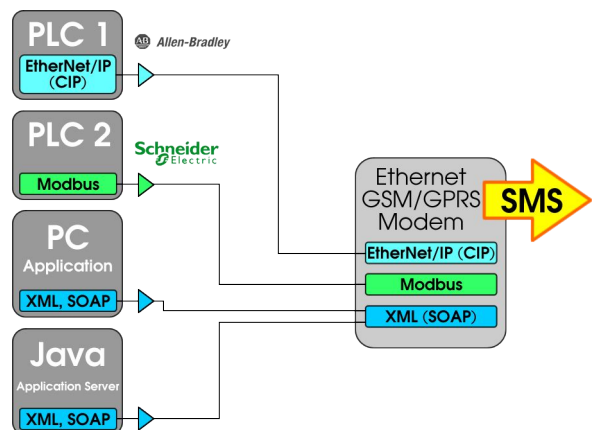 PLC 1
EtherNet/IP
(CIP)
AB Allen-Bradley
PLC 2
Modbus
Schneider
Electric
PC
Application
XML, SOAP
Java
Application Server
XML, SOAP
Ethernet
GSM/GPRS
Modem
EtherNet/IP (CIP)
Modbus
XML (SOAP)
SMS